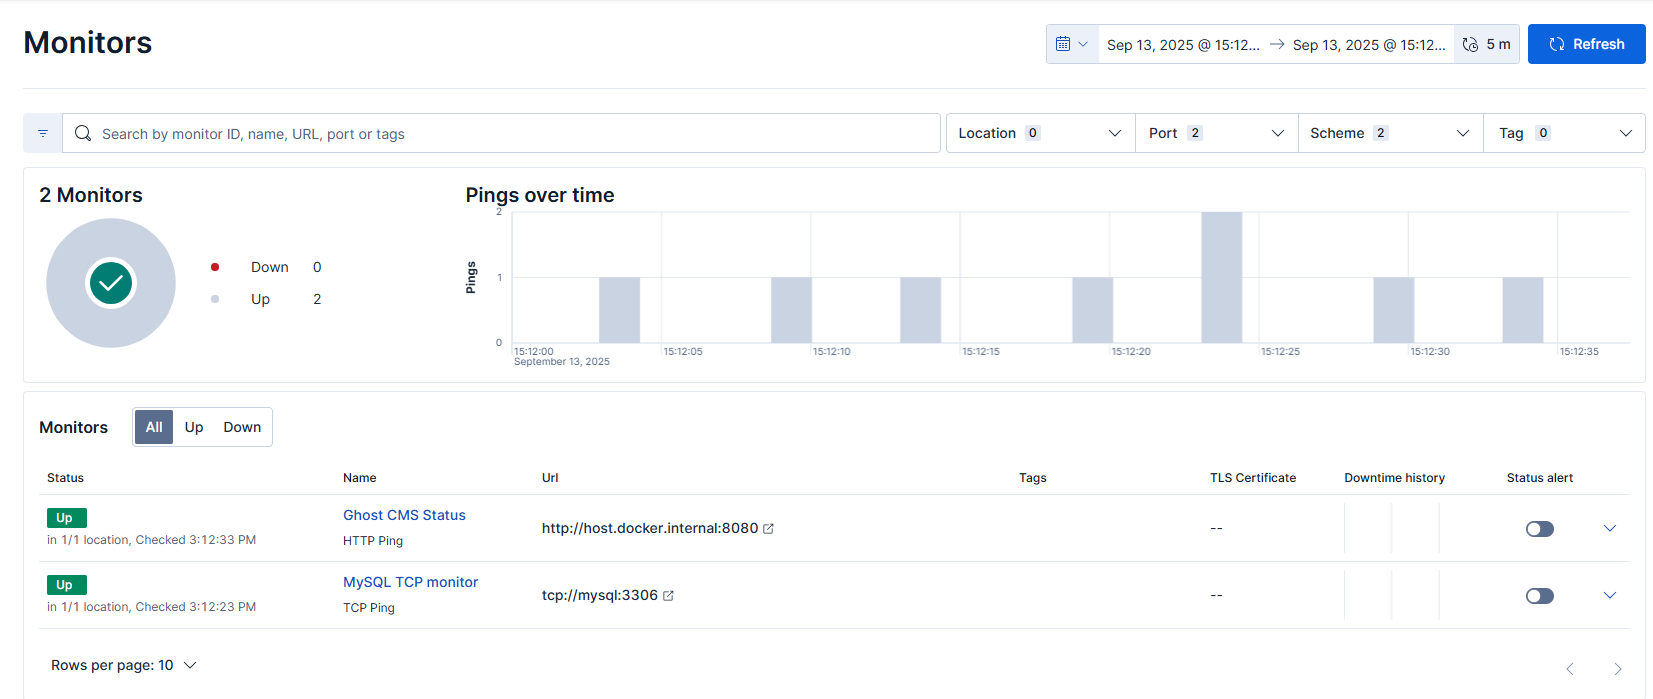 Monitors
Sep 13, 2025 @ 15:12... → Sep 13, 2025 @ 15:12... 5 m Refresh
Search by monitor ID, name, URL, port or tags Location 0 Port 2 Scheme 2 Tag 0
2 Monitors
Down 0
Up 2
Pings over time
Pings
2
1
0
15:12:00 15:12:05 15:12:10 15:12:15 15:12:20 15:12:25 15:12:30 15:12:35
September 13, 2025
Monitors All Up Down
Status Name Url Tags TLS Certificate Downtime history Status alert
Up Ghost CMS Status http://host.docker.internal:8080 --
in 1/1 location, Checked 3:12:33 PM HTTP Ping
Up MySQL TCP monitor tcp://mysql:3306 --
in 1/1 location, Checked 3:12:23 PM TCP Ping
Rows per page: 10